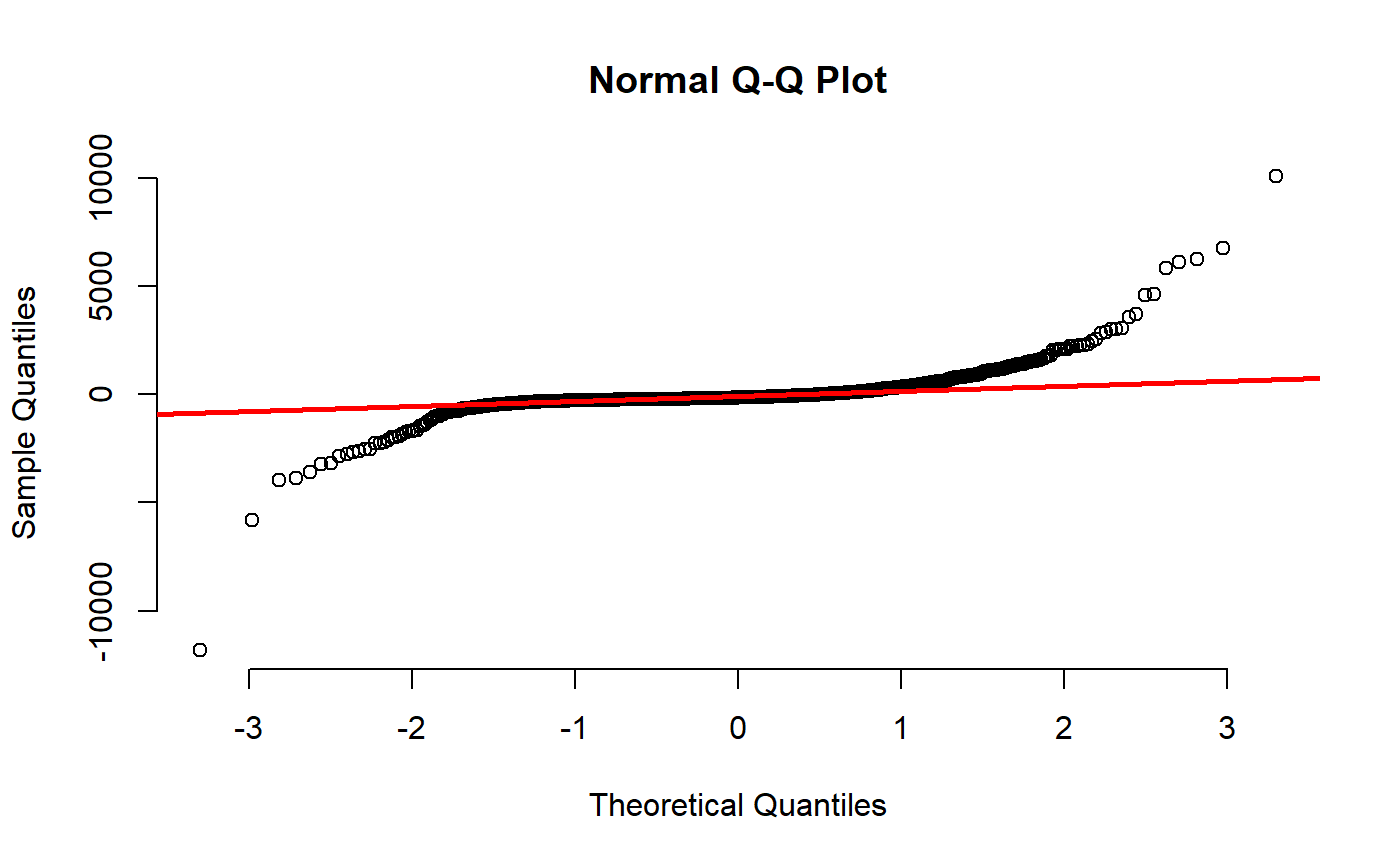 Normal Q-Q Plot
Sample Quantiles
10000
5000
0
-10000
-3 -2 -1 0 1 2 3
Theoretical Quantiles